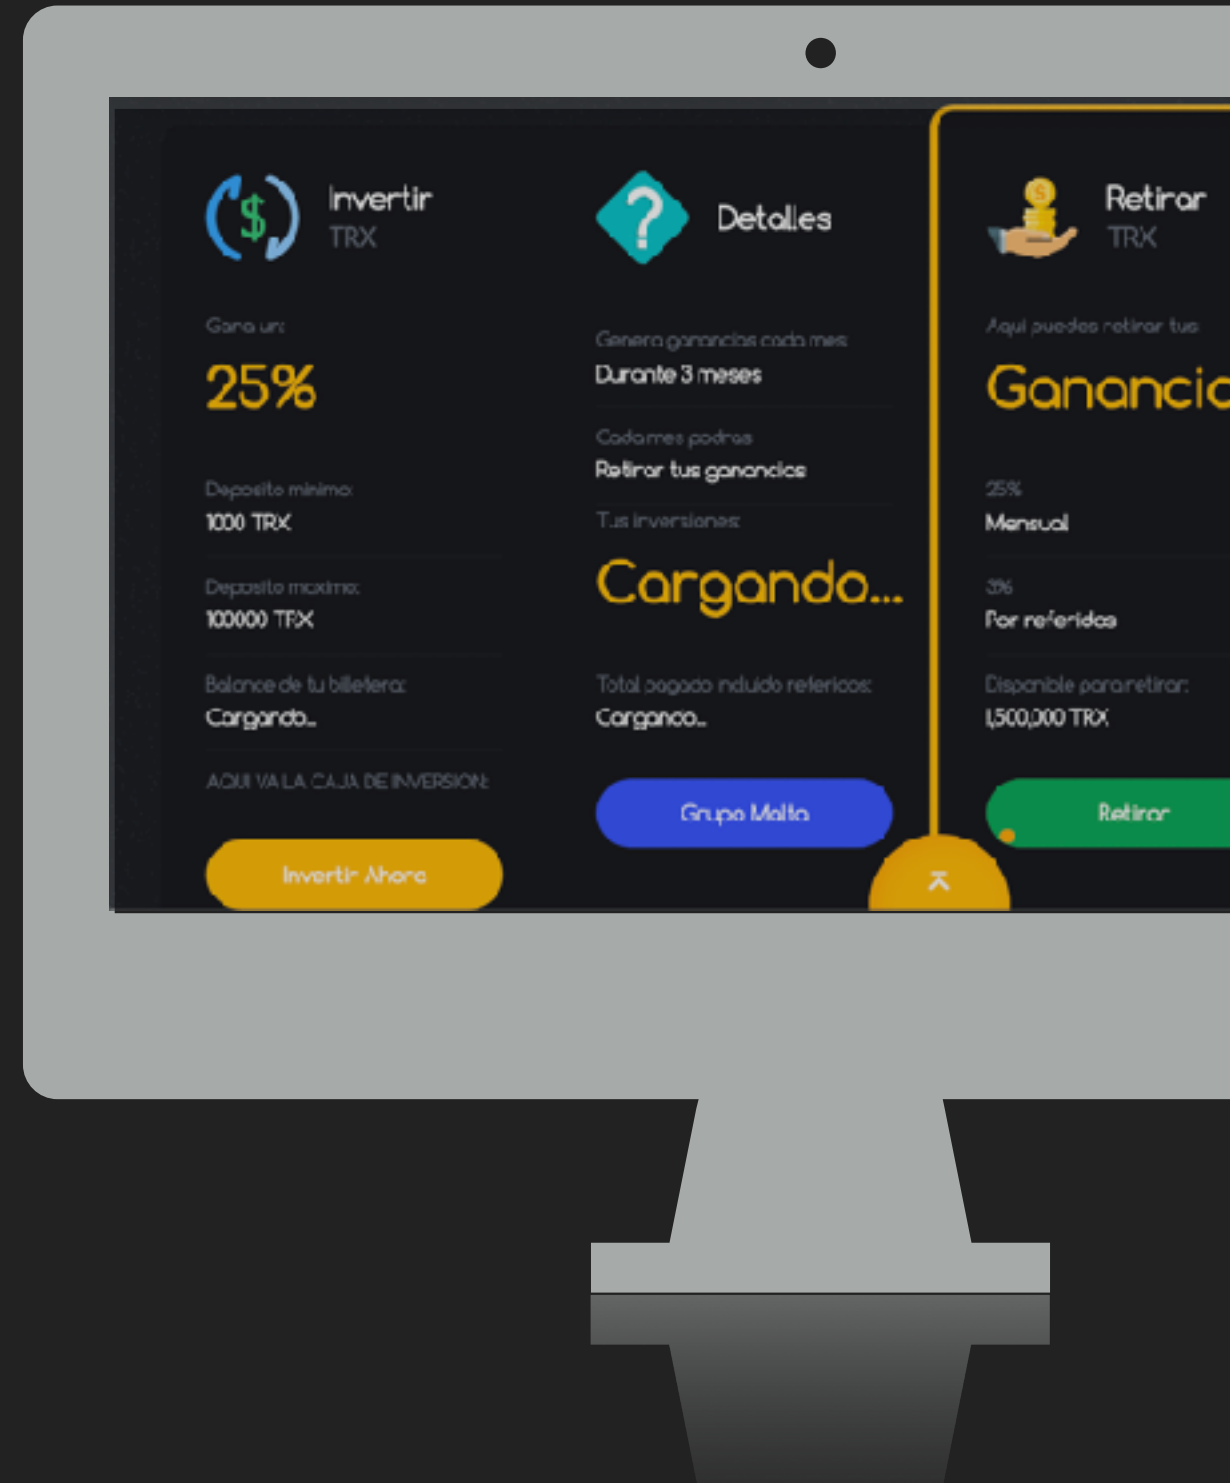 Invertir
TRX
Gana un:
25%
Deposito minimo:
1000 TRX
Deposito maximo:
100000 TRX
Balance de tu billetera:
Cargando...
AQUI VA LA CAJA DE INVERSION:
Invertir Ahora
Detalles
Genera ganancias cada mes:
Durante 3 meses
Cada mes podras
Retirar tus ganancias
Tus inversiones:
Cargando...
Total pagado incluido refericos:
Cargando...
Grupo Malta
Retirar
TRX
Aqui puedes retirar tus
Ganancia
25%
Mensual
3%
Por referidos
Disponible para retirar:
1,500,000 TRX
Retirar